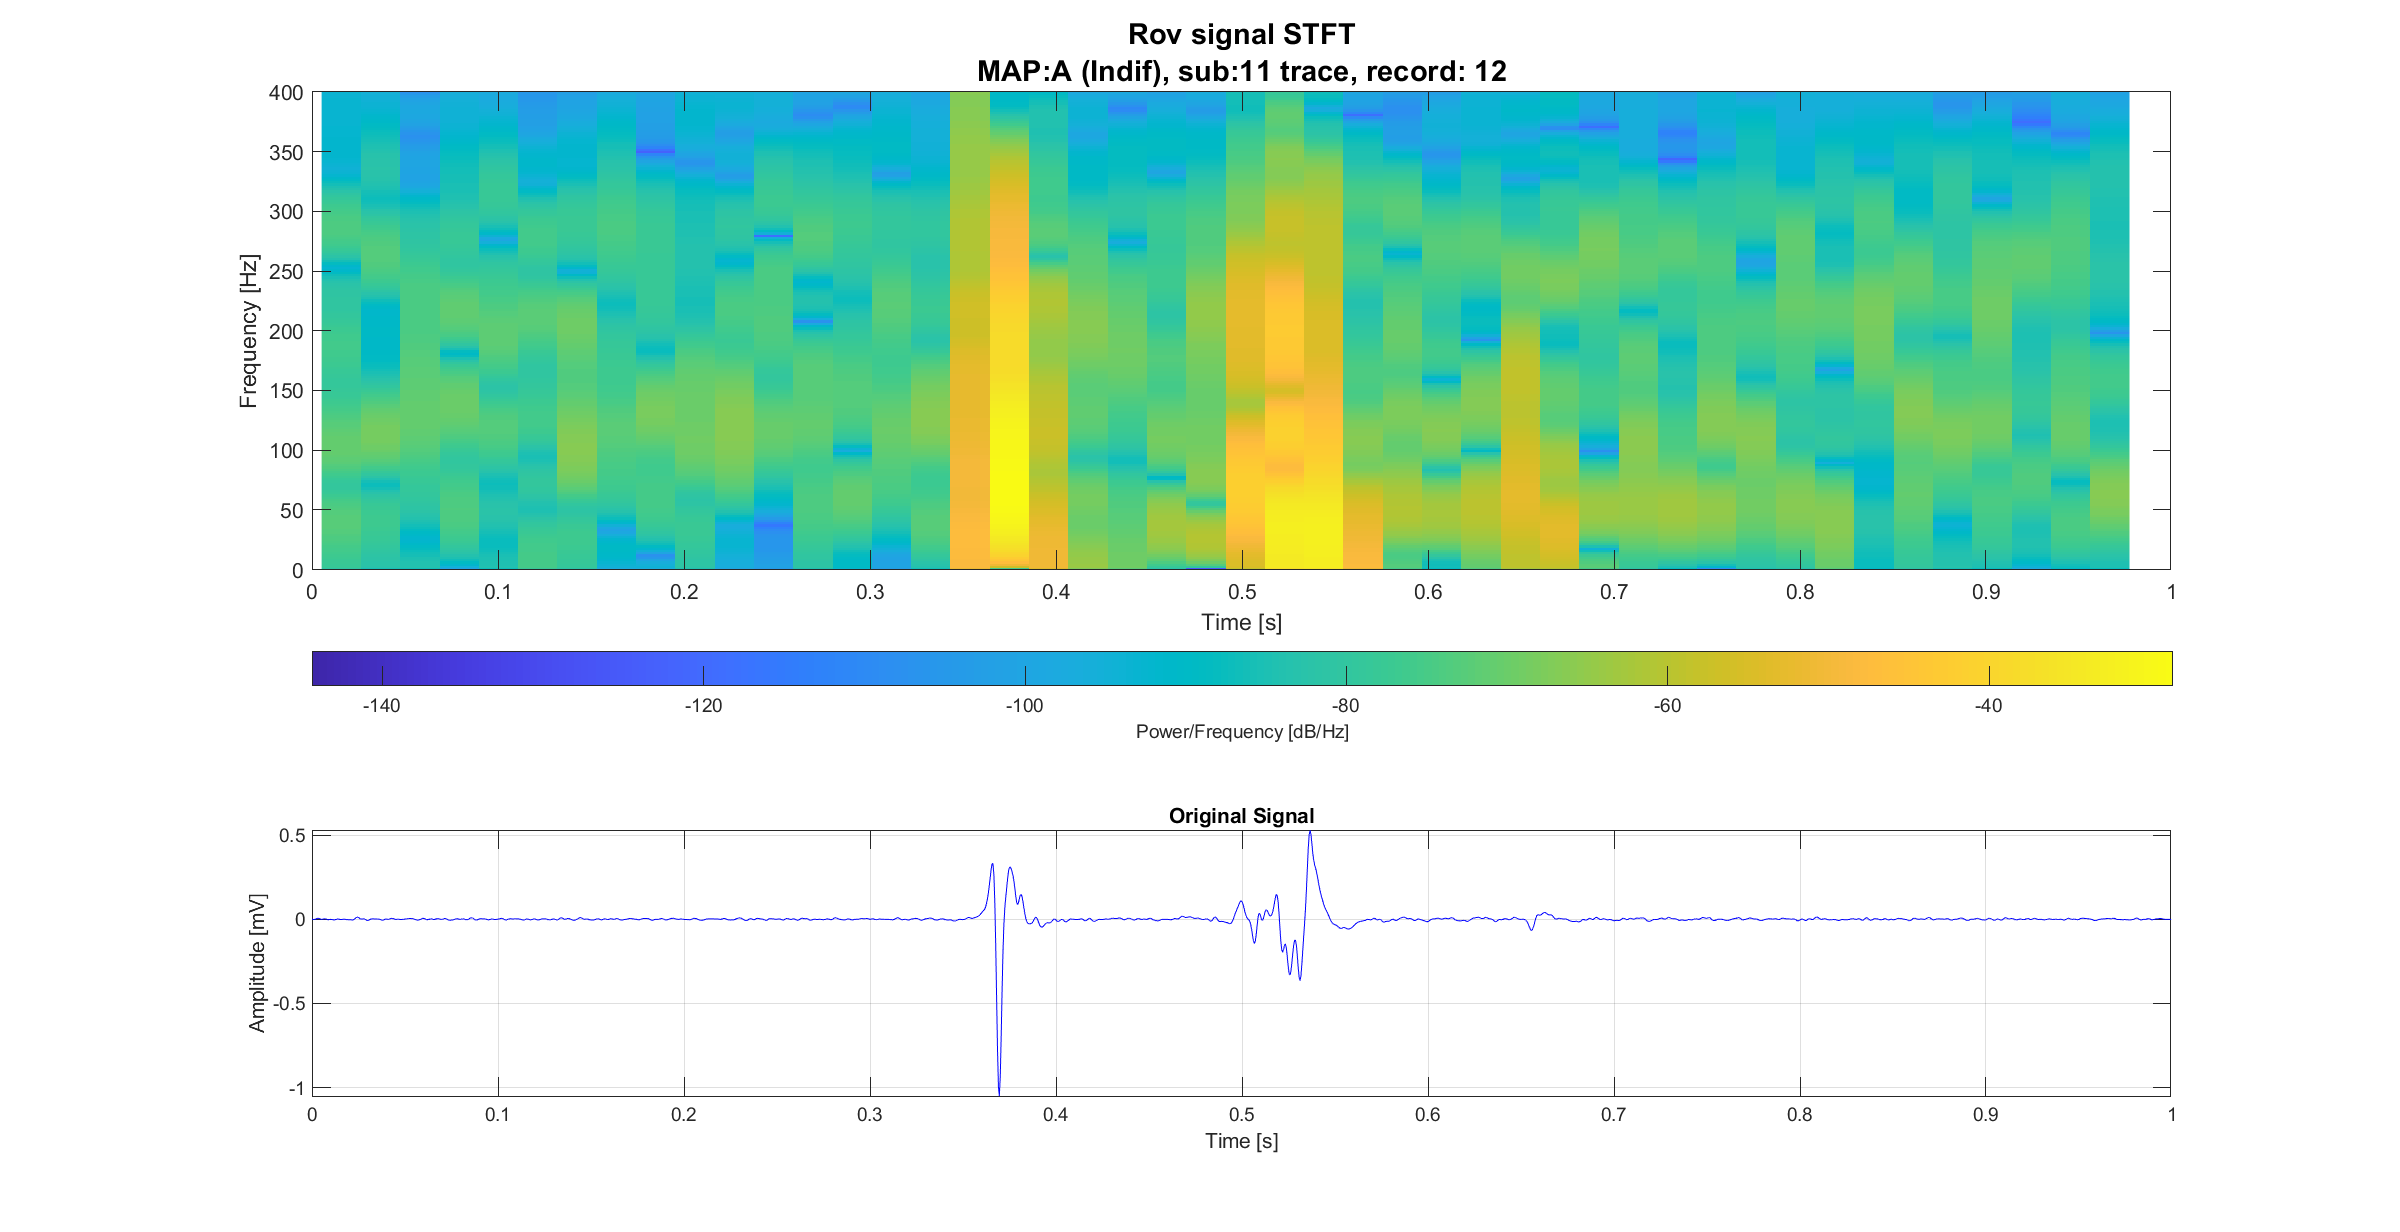 Rov signal STFT
MAP:A (Indif), sub:11 trace, record: 12
400
350
300
250
200
150
100
50
0
Frequency [Hz]
0 0.1 0.2 0.3 0.4 0.5 0.6 0.7 0.8 0.9 1
Time [s]
-140 -120 -100 -80 -60 -40
Power/Frequency [dB/Hz]
Original Signal
0.5
0
-0.5
-1
Amplitude [mV]
0 0.1 0.2 0.3 0.4 0.5 0.6 0.7 0.8 0.9 1
Time [s]